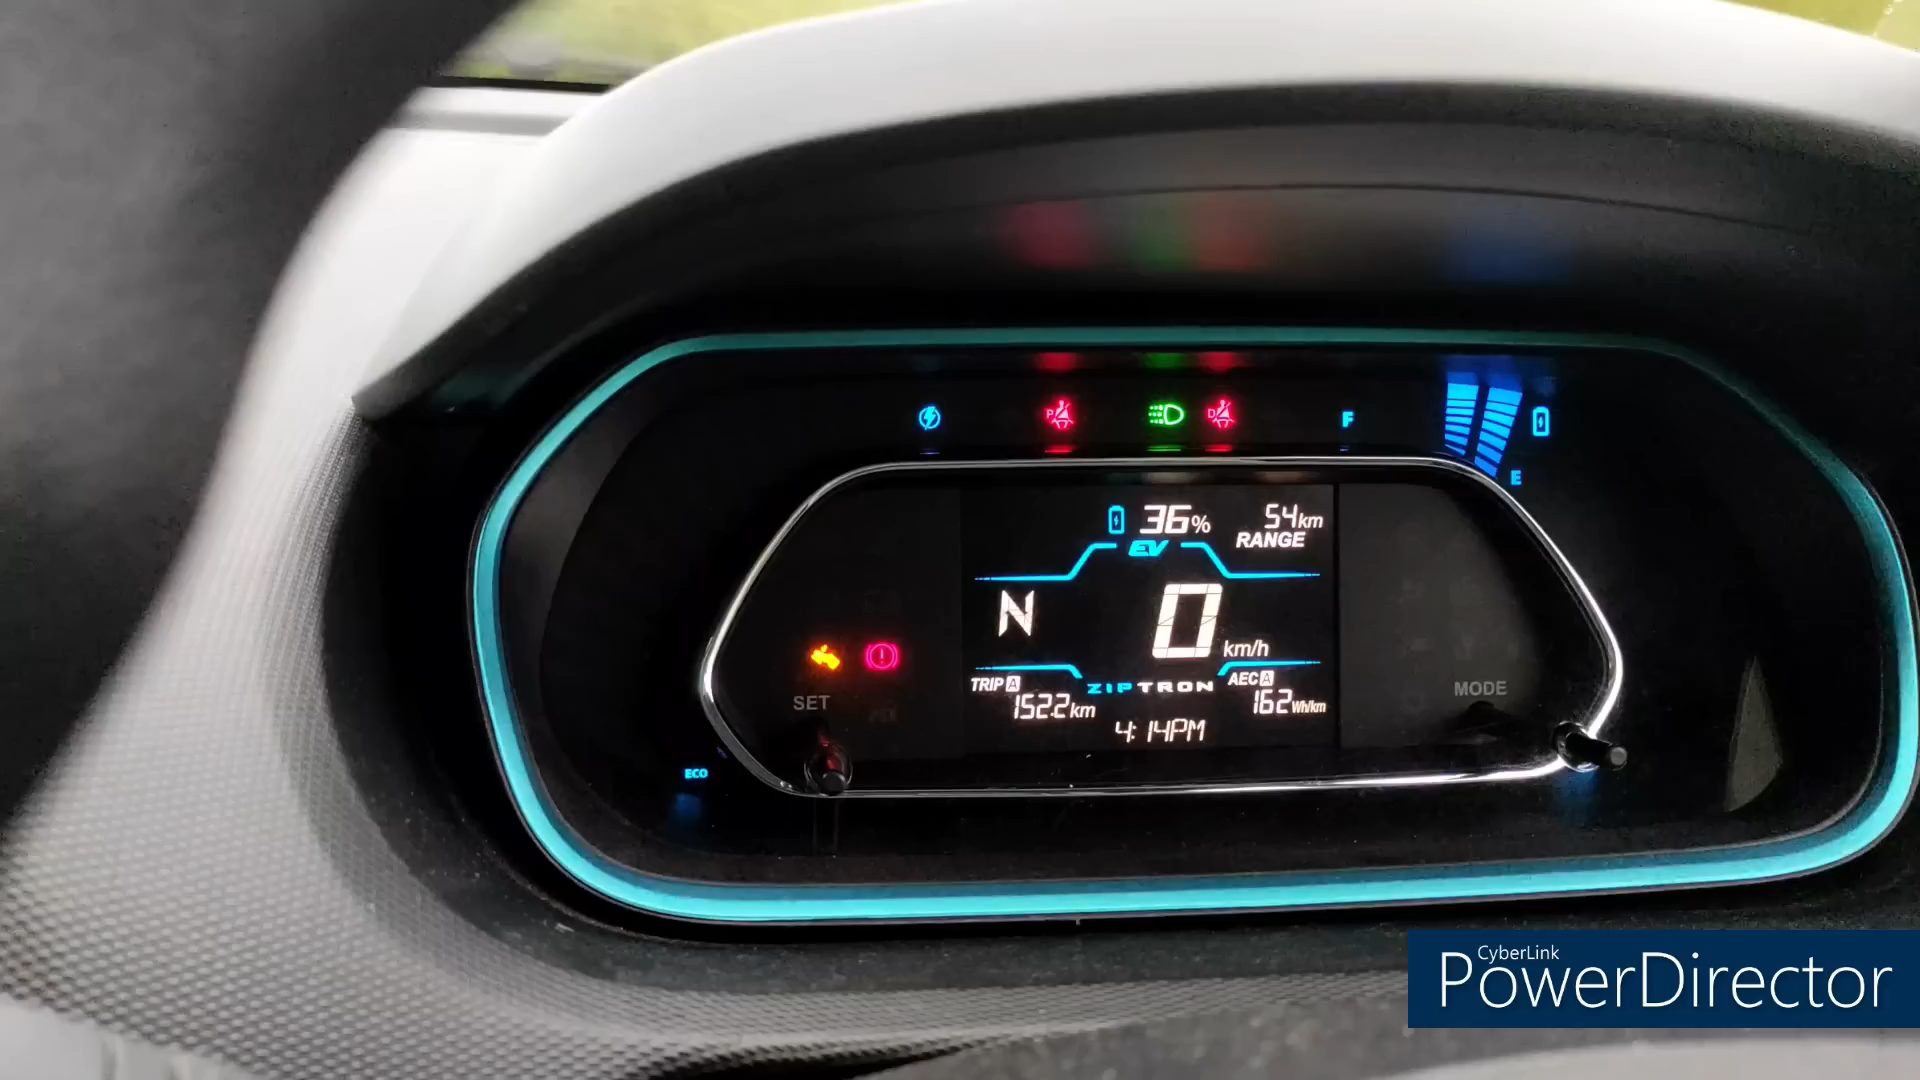 P
D
F
E
36%
54km
RANGE
EV
N
0 km/h
TRIP A
152.2km
ZIPTRON
AEC A
162 Wh/km
4:14PM
SET
MODE
ECO
CyberLink
PowerDirector